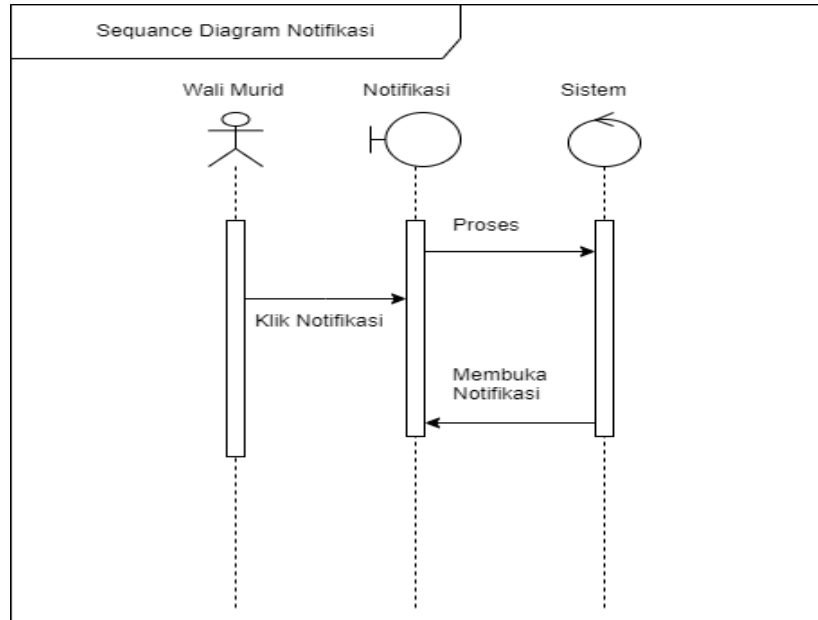 Sequance Diagram Notifikasi
Wali Murid
Notifikasi
Sistem
Proses
Klik Notifikasi
Membuka
Notifikasi